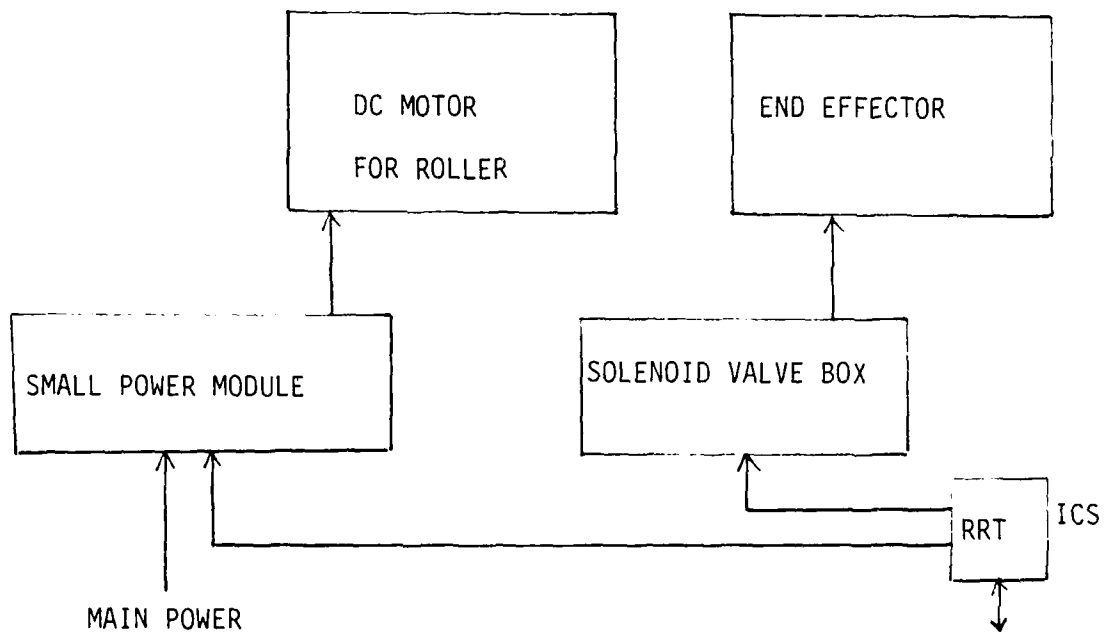 DC MOTOR
FOR ROLLER
END EFFECTOR
SMALL POWER MODULE
SOLENOID VALVE BOX
RRT
ICS
MAIN POWER